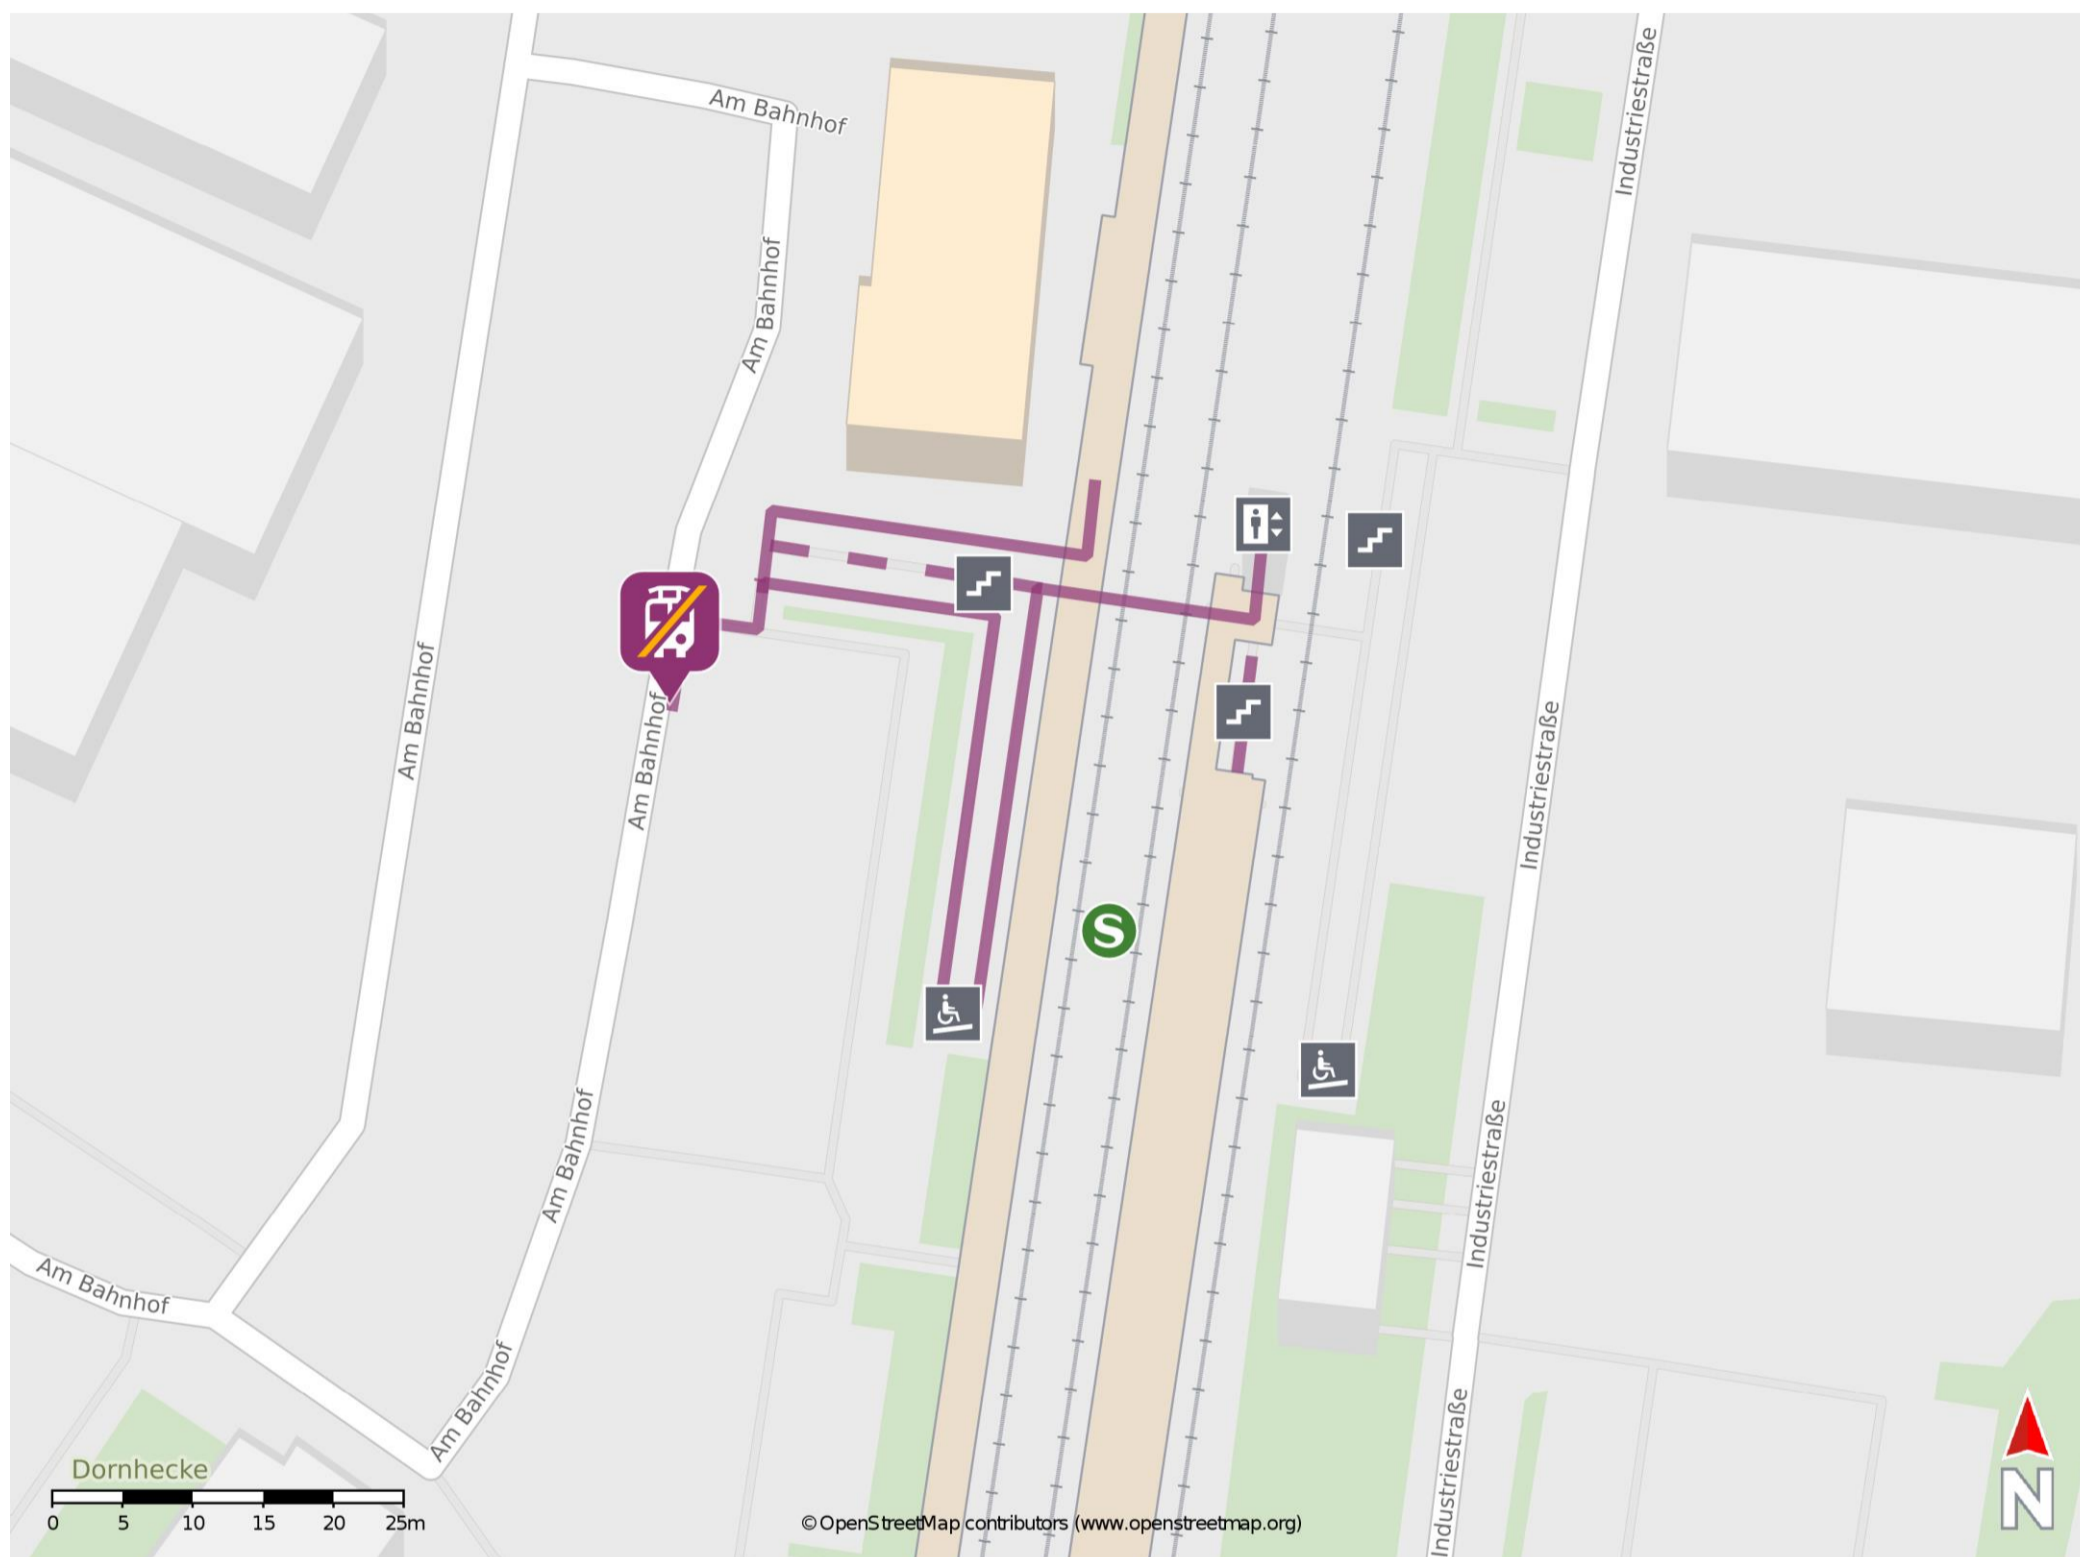 Am Bahnhof
Industriestraße
Am Bahnhof
Am Bahnhof
Am Bahnhof
Industriestraße
S
Am Bahnhof
Industriestraße
Am Bahnhof
Am Bahnhof
Industriestraße
Dornhecke
0 5 10 15 20 25m
© OpenStreetMap contributors (www.openstreetmap.org)
N